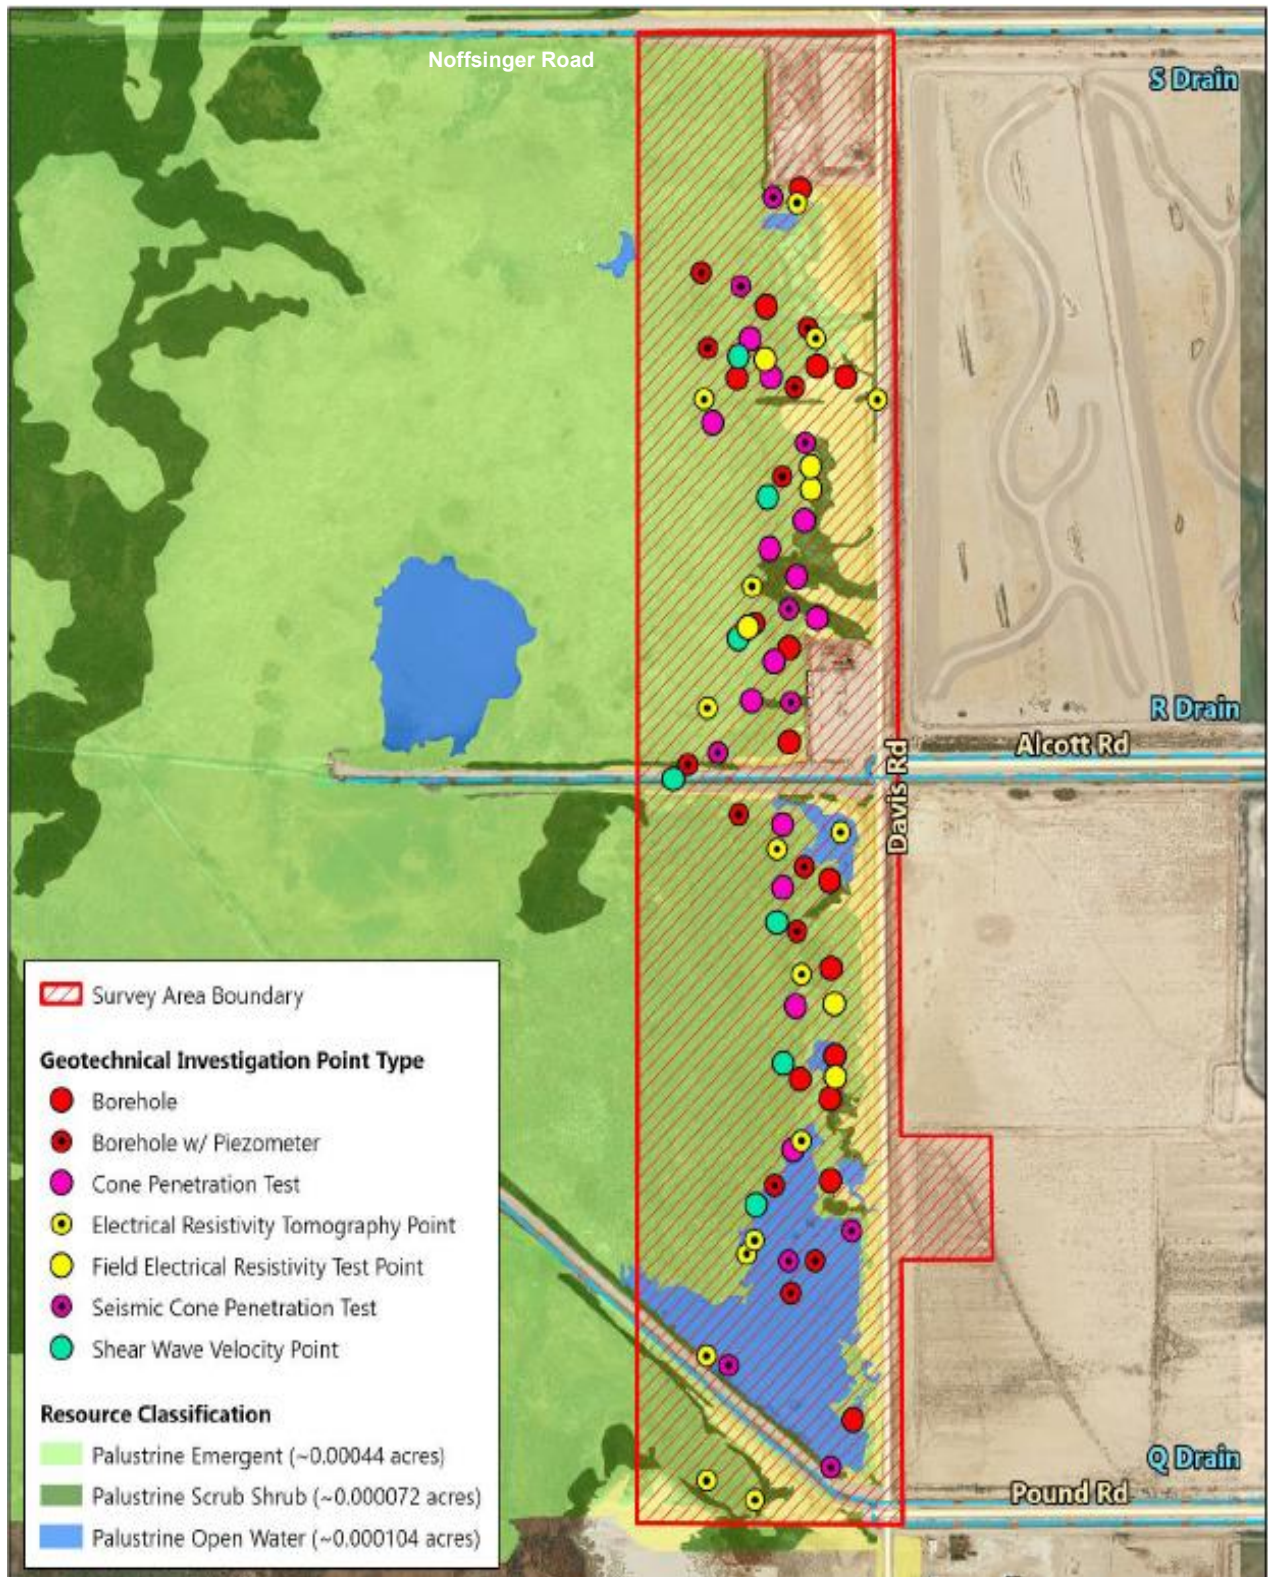 Noffsinger Road
S Drain
R Drain
Alcott Rd
Davis Rd
Survey Area Boundary
Geotechnical Investigation Point Type
Borehole
Borehole w/ Piezometer
Cone Penetration Test
Electrical Resistivity Tomography Point
Field Electrical Resistivity Test Point
Seismic Cone Penetration Test
Shear Wave Velocity Point
Resource Classification
Palustrine Emergent (~0.00044 acres)
Palustrine Scrub Shrub (~0.000072 acres)
Palustrine Open Water (~0.000104 acres)
Q Drain
Pound Rd